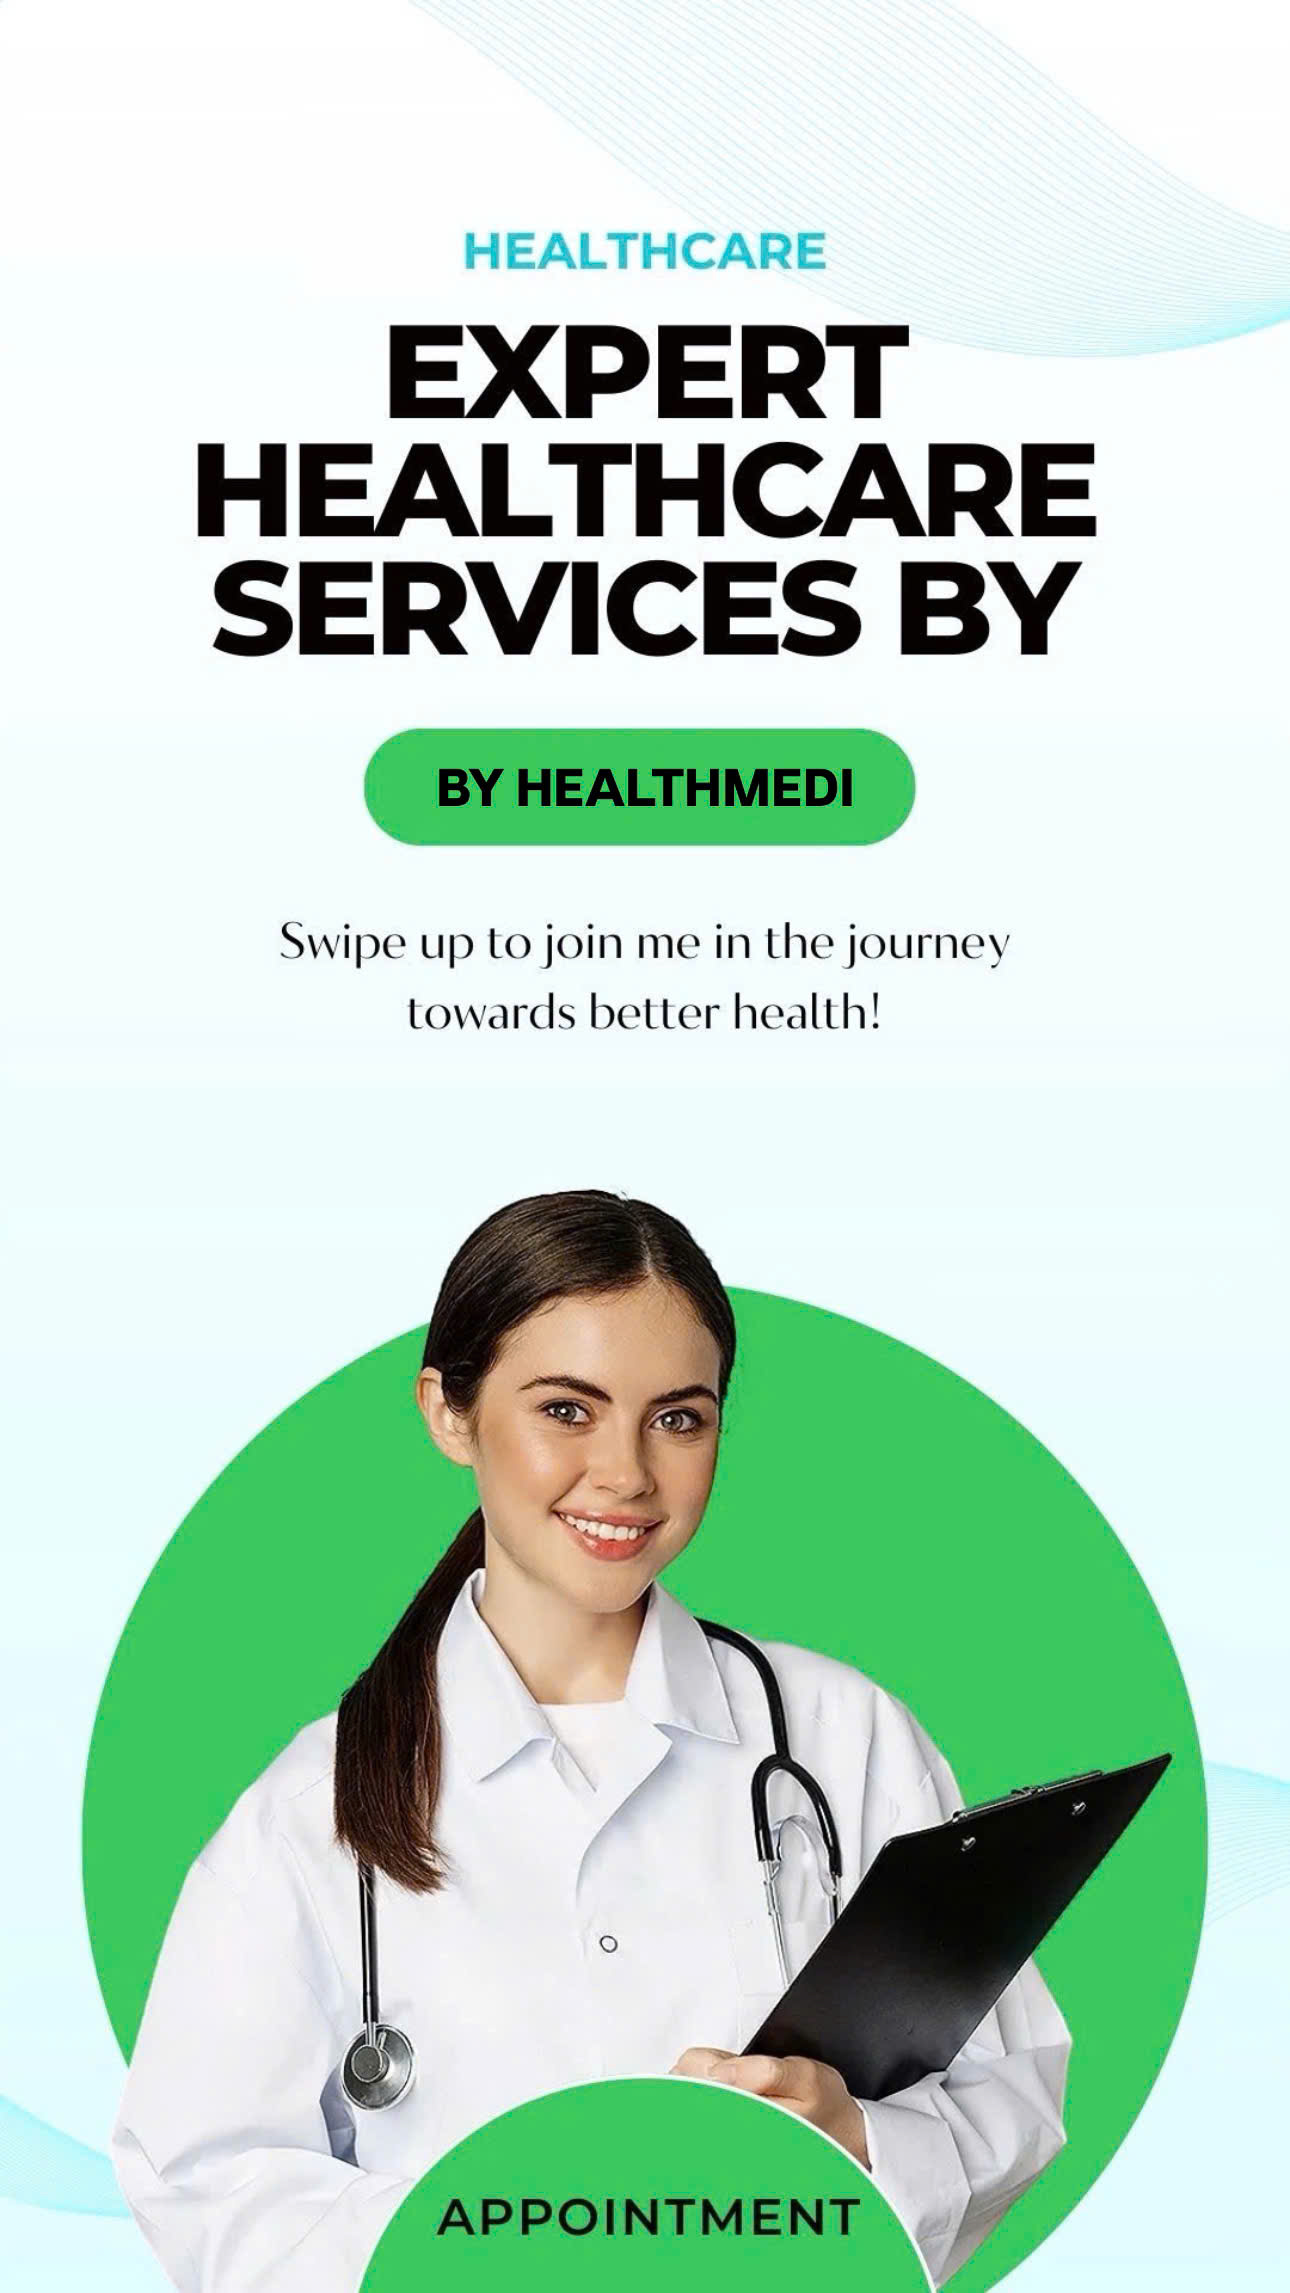 HEALTHCARE
EXPERT
HEALTHCARE
SERVICES BY
BY HEALTHMEDI
Swipe up to join me in the journey
towards better health!
APPOINTMENT